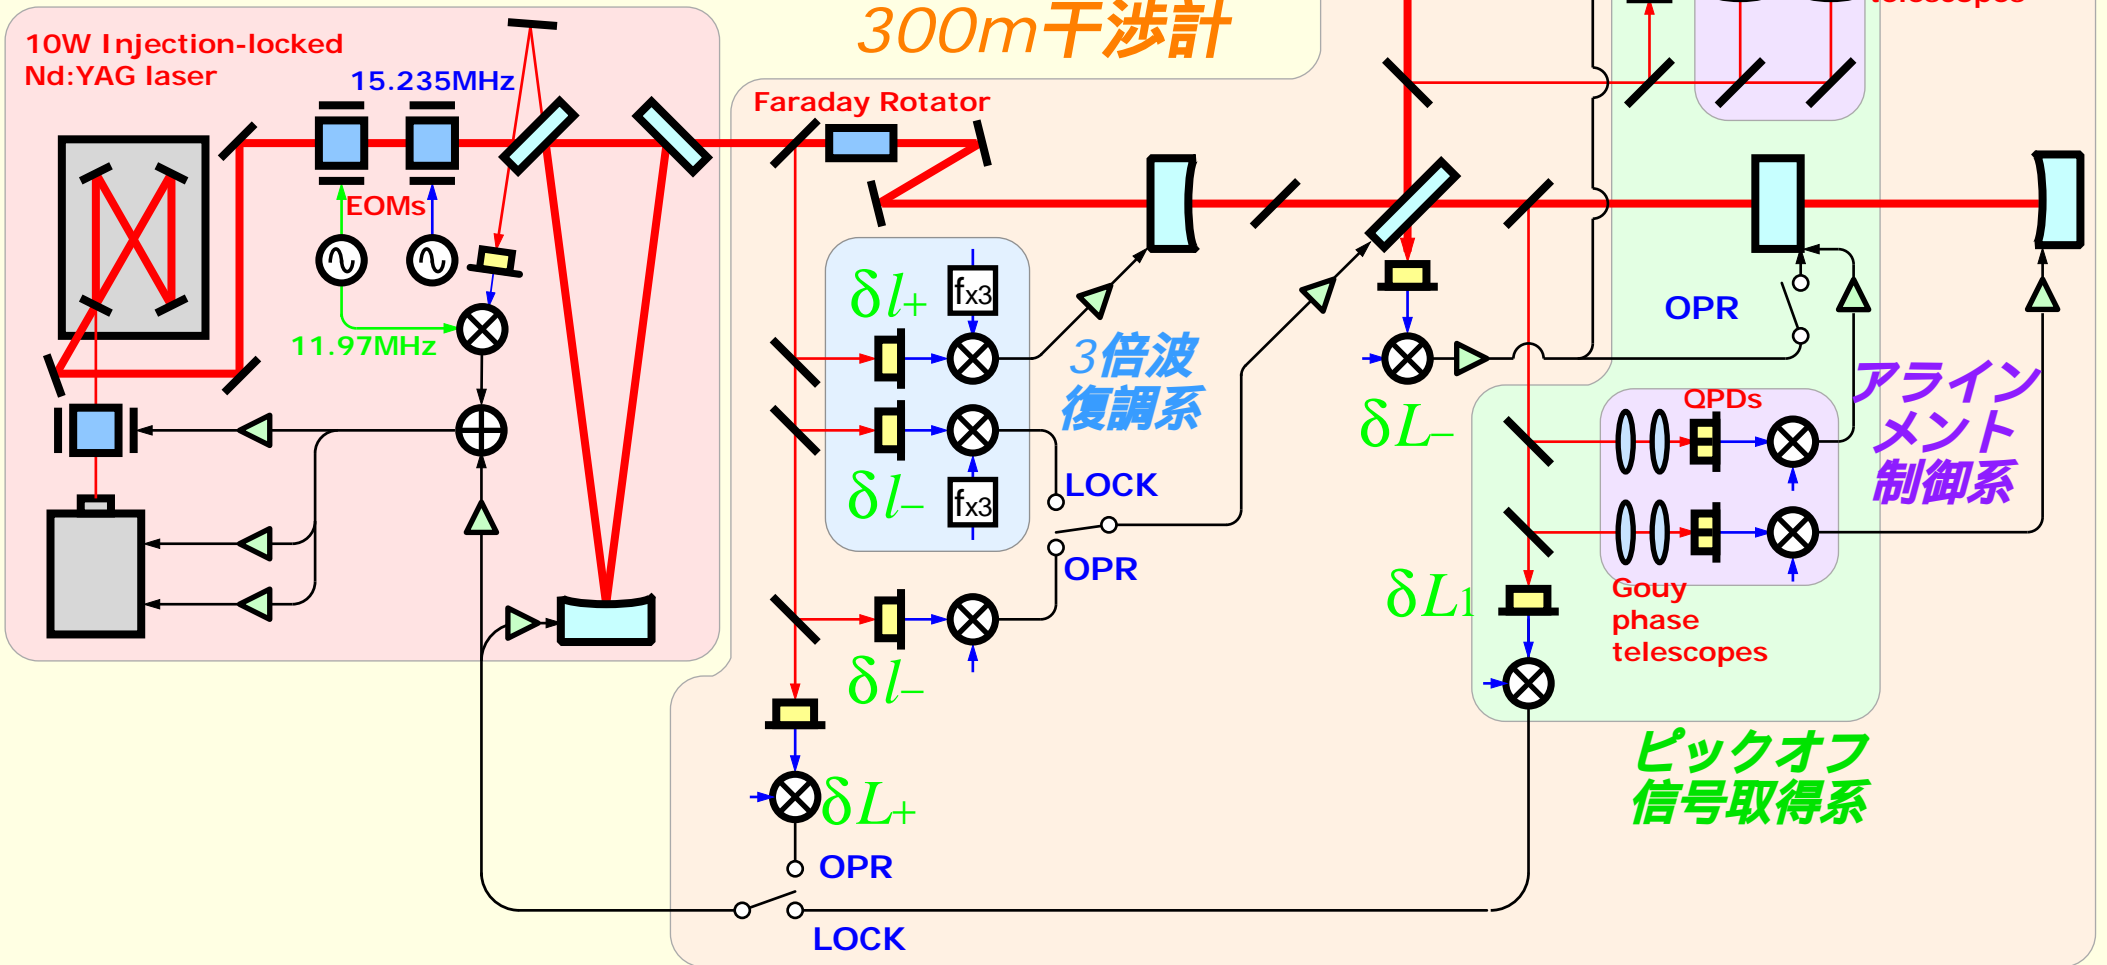 300m干渉計
telescopes
10W Injection-locked
Nd:YAG laser
15.235MHz
Faraday Rotator
EOMs
11.97MHz
δl+
fx3
3倍波
復調系
δl−
fx3
LOCK
OPR
δl−
δL+
OPR
LOCK
OPR
δL−
QPDs
アライン
メント
制御系
δL1
Gouy
phase
telescopes
ピックオフ
信号取得系